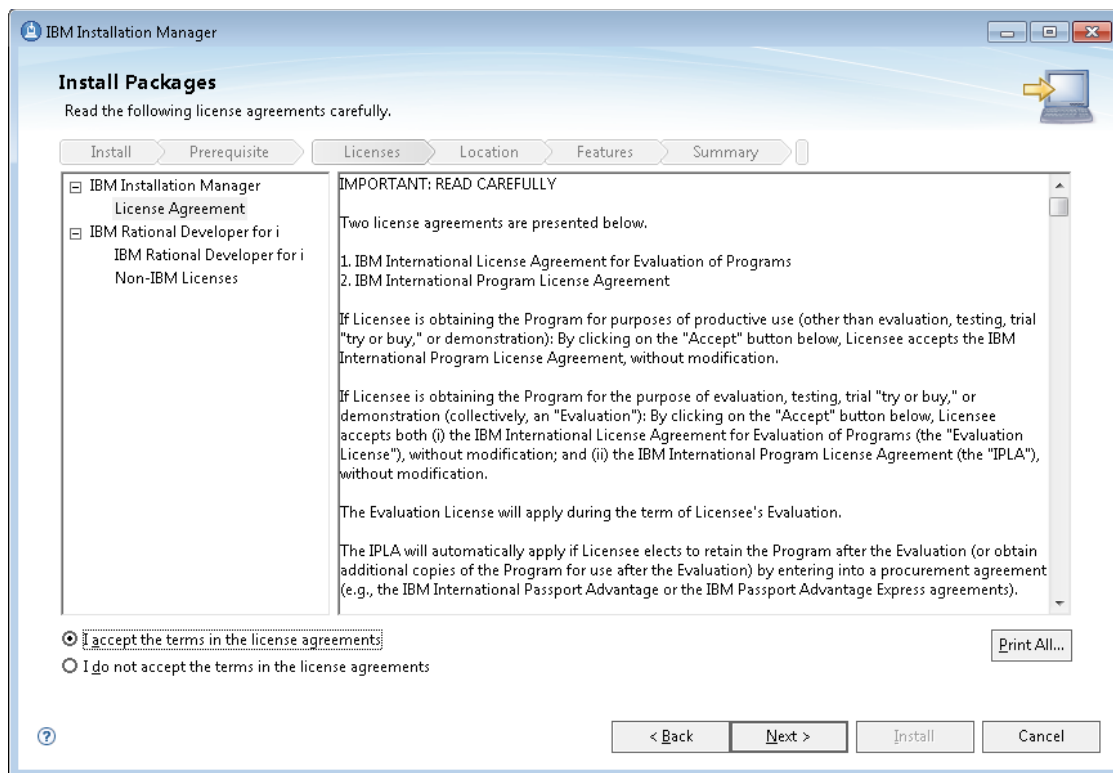 IBM Installation Manager
Install Packages
Read the following license agreements carefully.
Install Prerequisite Licenses Location Features Summary
IBM Installation Manager
License Agreement
IBM Rational Developer for i
IBM Rational Developer for i
Non-IBM Licenses
IMPORTANT: READ CAREFULLY
Two license agreements are presented below.
1. IBM International License Agreement for Evaluation of Programs
2. IBM International Program License Agreement
If Licensee is obtaining the Program for purposes of productive use (other than evaluation, testing, trial
"try or buy," or demonstration): By clicking on the "Accept" button below, Licensee accepts the IBM
International Program License Agreement, without modification.
If Licensee is obtaining the Program for the purpose of evaluation, testing, trial "try or buy," or
demonstration (collectively, an "Evaluation"): By clicking on the "Accept" button below, Licensee
accepts both (i) the IBM International License Agreement for Evaluation of Programs (the "Evaluation
License"), without modification; and (ii) the IBM International Program License Agreement (the "IPLA"),
without modification.
The Evaluation License will apply during the term of Licensee's Evaluation.
The IPLA will automatically apply if Licensee elects to retain the Program after the Evaluation (or obtain
additional copies of the Program for use after the Evaluation) by entering into a procurement agreement
(e.g., the IBM International Passport Advantage or the IBM Passport Advantage Express agreements).
I accept the terms in the license agreements
I do not accept the terms in the license agreements
Print All...
? < Back Next > Install Cancel